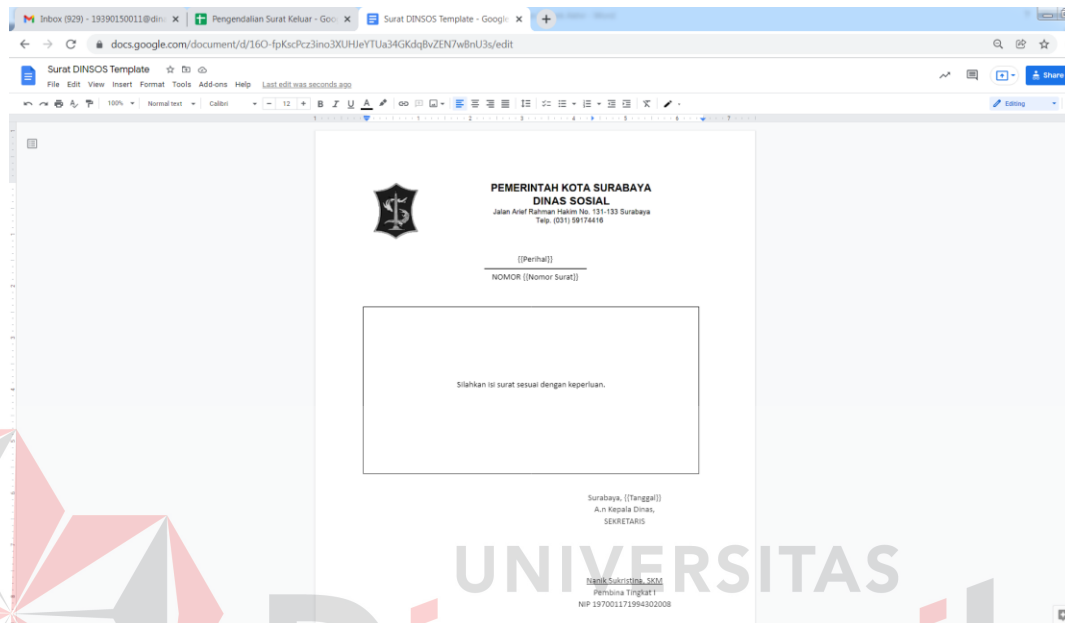 Inbox (929) - 19390150011@din
Pengendalian Surat Keluar - Goo
Surat DINSOS Template - Google
docs.google.com/document/d/16O-fpKscPcz3ino3XUHJeYTUa34GKdqBvZEN7wBnU3s/edit
Surat DINSOS Template
File Edit View Insert Format Tools Add-ons Help Last edit was seconds ago
Share
100% Normal text Calibri - 12 + B I U A
Editing
PEMERINTAH KOTA SURABAYA
DINAS SOSIAL
Jalan Arief Rahman Hakim No. 131-133 Surabaya
Telp. (031) 59174416
{{Perihal}}
NOMOR {{Nomor Surat}}
Silahkan isi surat sesuai dengan keperluan.
Surabaya, {{Tanggal}}
A.n Kepala Dinas,
SEKRETARIS
UNIVERSITAS
Nanik Sukristina, SKM
Pembina Tingkat I
NIP 197001171994302008